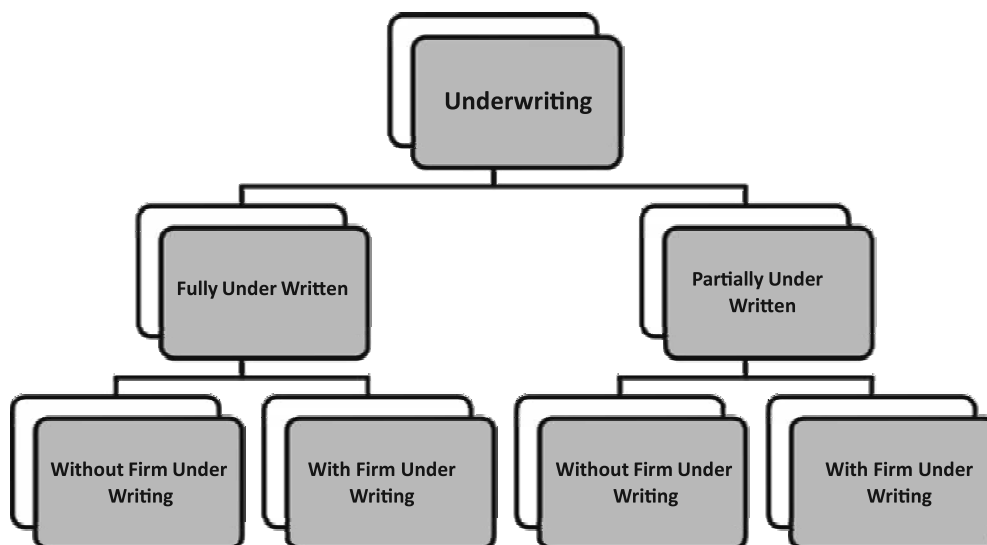 Underwriting
Fully Under Written
Partially Under
Written
Without Firm Under
Writing
With Firm Under
Writing
Without Firm Under
Writing
With Firm Under
Writing